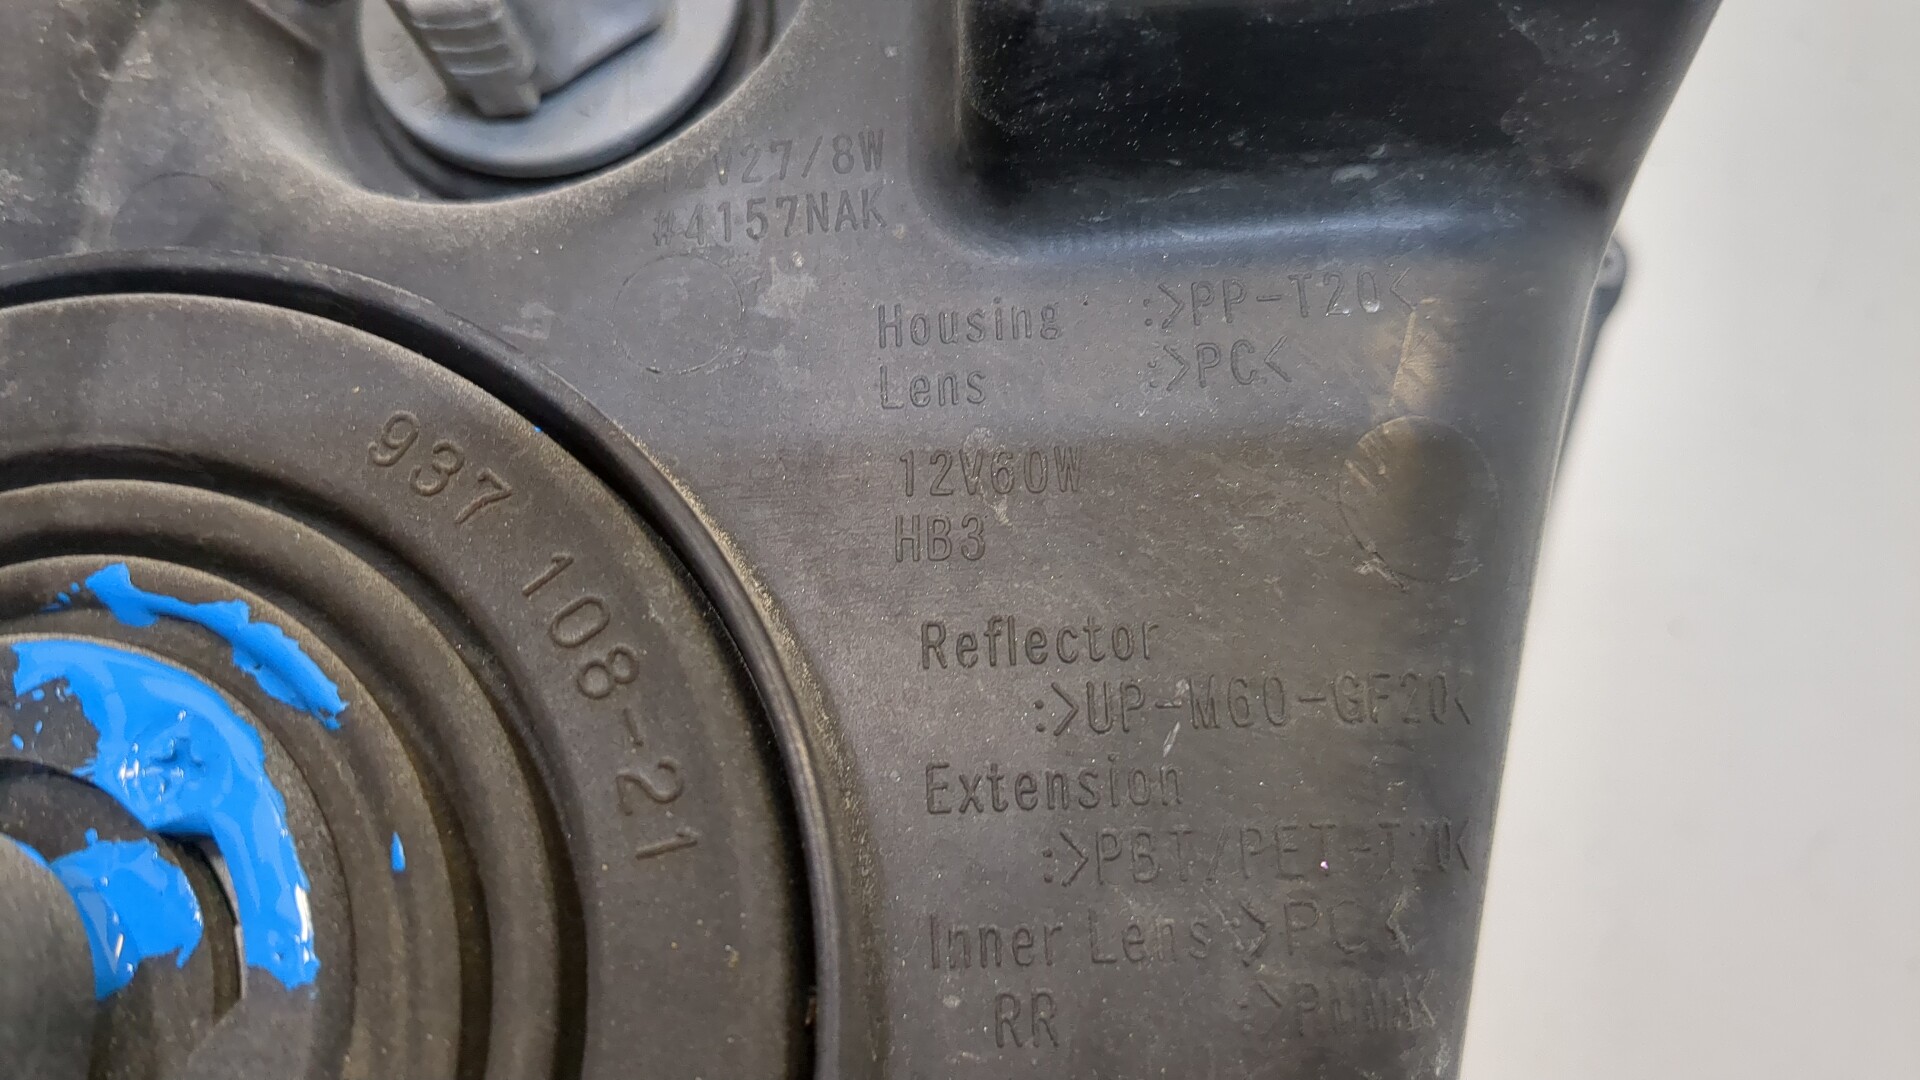 12V27/8W
#4157NAK
Housing :>PP-T20<
Lens :>PC<
12V60W
HB3
Reflector
:>UP-M60-GF20<
Extension
:>PBT/PET-T20<
Inner Lens:>PC<
RR :>PMMA<
937 108-21